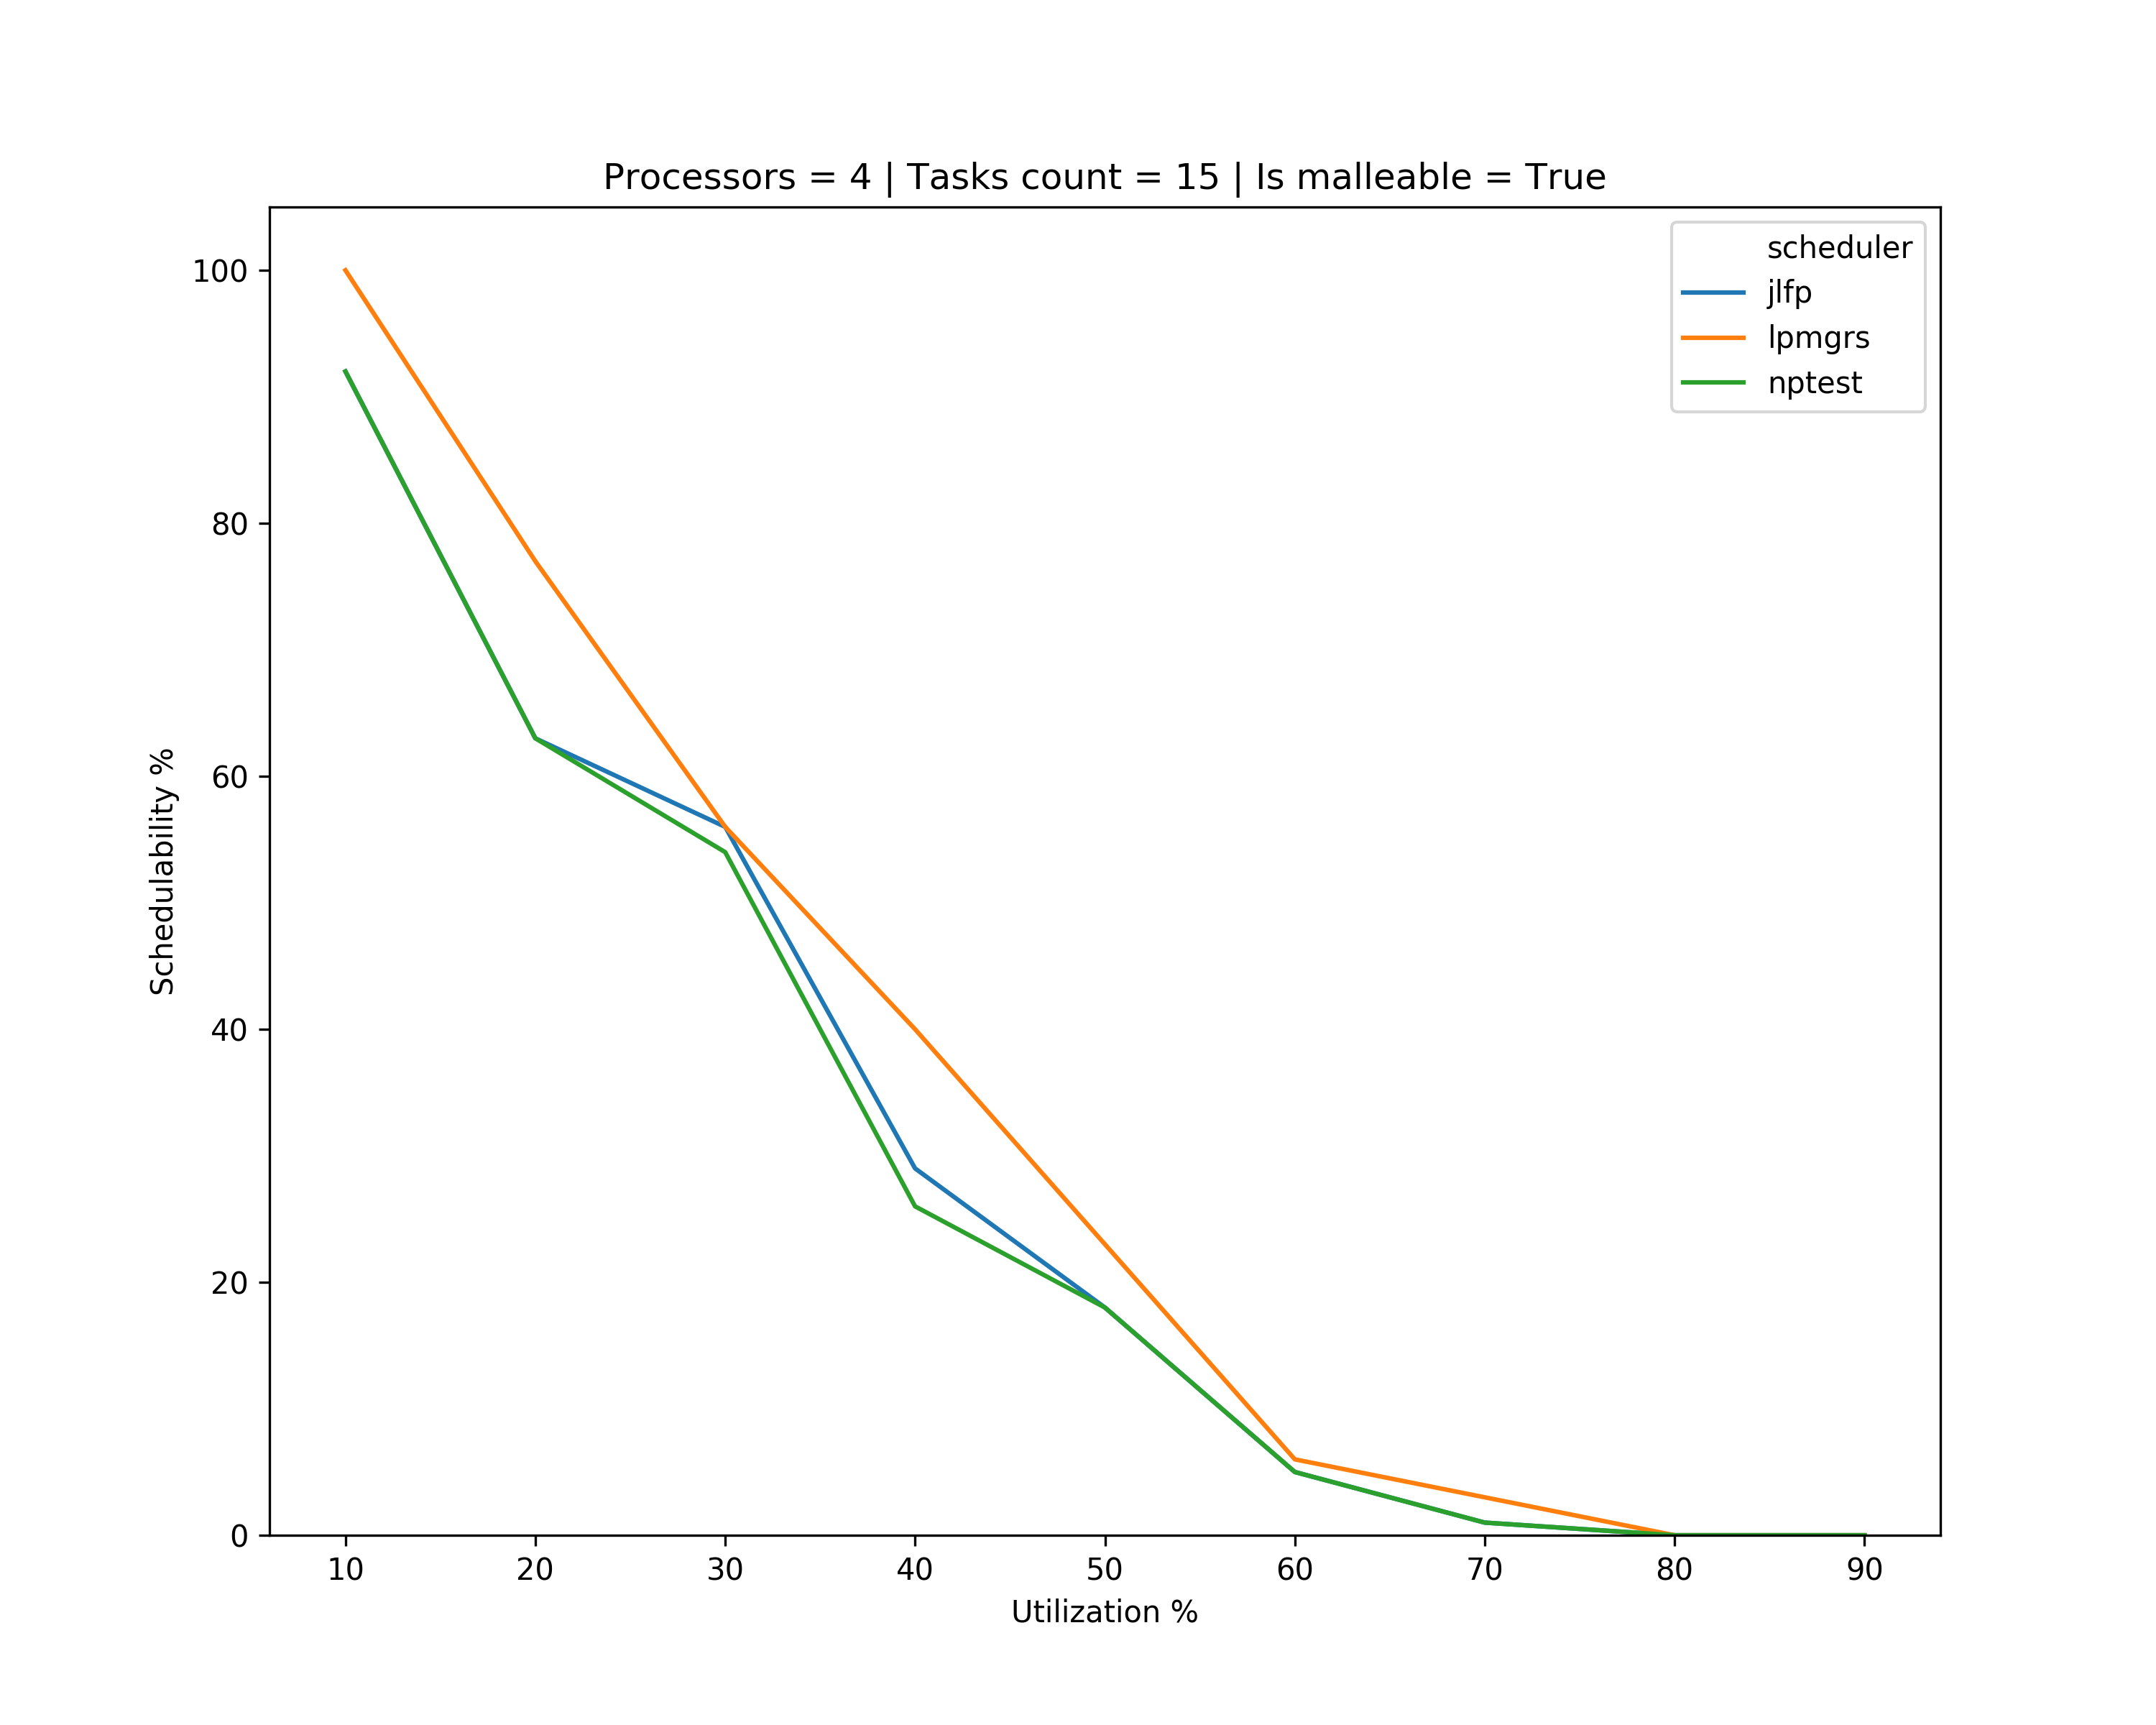 Processors = 4 | Tasks count = 15 | Is malleable = True
scheduler
jlfp
lpmgrs
nptest
Schedulability %
100
80
60
40
20
0
10 20 30 40 50 60 70 80 90
Utilization %